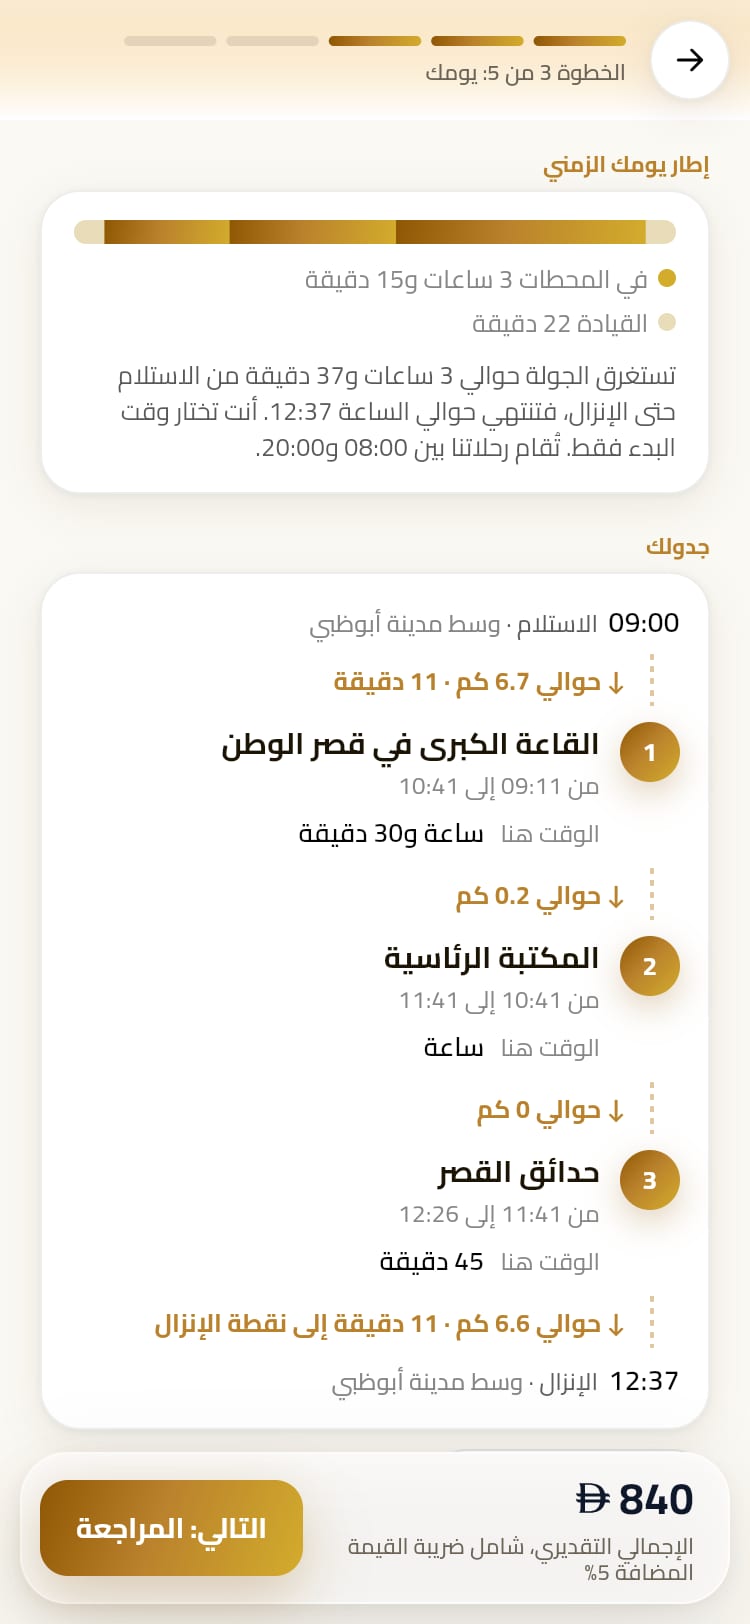 الخطوة 3 من 5: يومك
إطار يومك الزمني
في المحطات 3 ساعات و15 دقيقة
القيادة 22 دقيقة
تستغرق الجولة حوالي 3 ساعات و37 دقيقة من الاستلام
حتى الإنزال، فتنتهي حوالي الساعة 12:37. أنت تختار وقت
البدء فقط. تُقام رحلاتنا بين 08:00 و20:00.
جدولك
09:00 الاستلام · وسط مدينة أبوظبي
↓ حوالي 6.7 كم · 11 دقيقة
1 القاعة الكبرى في قصر الوطن
من 09:11 إلى 10:41
الوقت هنا ساعة و30 دقيقة
↓ حوالي 0.2 كم
2 المكتبة الرئاسية
من 10:41 إلى 11:41
الوقت هنا ساعة
↓ حوالي 0 كم
3 حدائق القصر
من 11:41 إلى 12:26
الوقت هنا 45 دقيقة
↓ حوالي 6.6 كم · 11 دقيقة إلى نقطة الإنزال
12:37 الإنزال · وسط مدينة أبوظبي
840
الإجمالي التقديري، شامل ضريبة القيمة
المضافة 5%
التالي: المراجعة